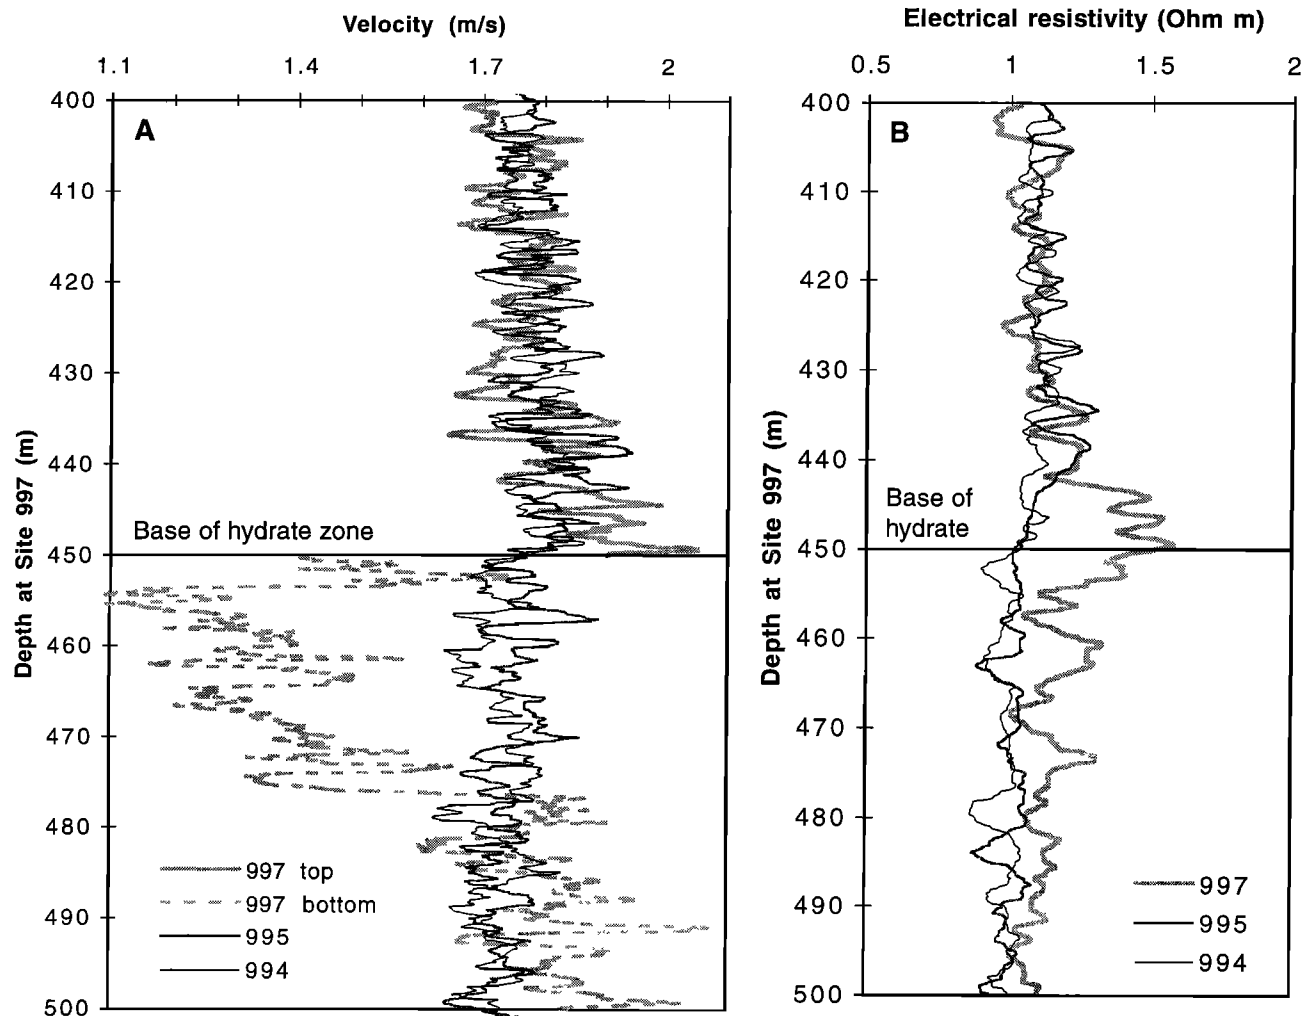 Velocity (m/s)
1.1 1.4 1.7 2
A
400
410
420
430
440
450
460
470
480
490
500
Depth at Site 997 (m)
Base of hydrate zone
997 top
997 bottom
995
994
Electrical resistivity (Ohm m)
0.5 1 1.5 2
B
400
410
420
430
440
450
460
470
480
490
500
Depth at Site 997 (m)
Base of
hydrate
997
995
994